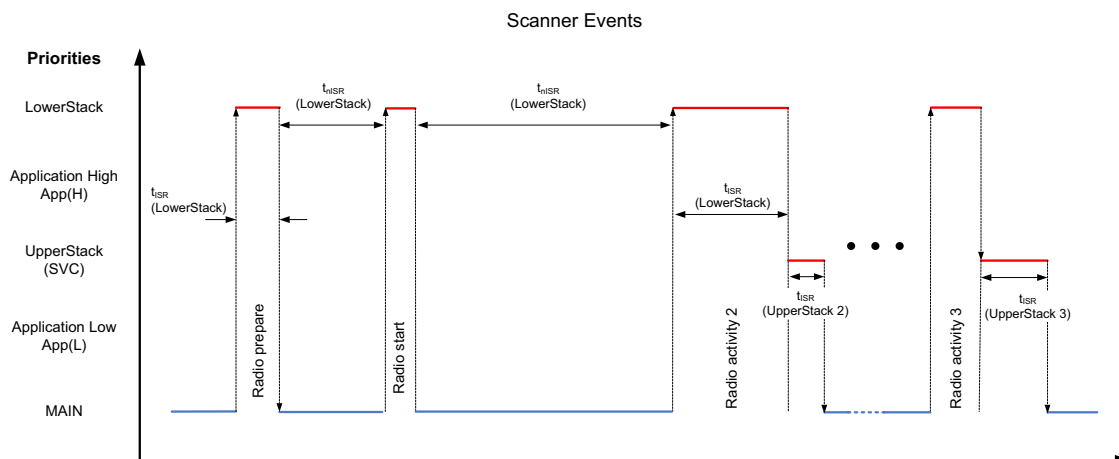 Scanner Events
Priorities
LowerStack
Application High
App(H)
UpperStack
(SVC)
Application Low
App(L)
MAIN
tISR
(LowerStack)
Radio prepare
tnISR
(LowerStack)
Radio start
tnISR
(LowerStack)
tISR
(LowerStack)
Radio activity 2
tISR
(UpperStack 2)
Radio activity 3
tISR
(UpperStack 3)